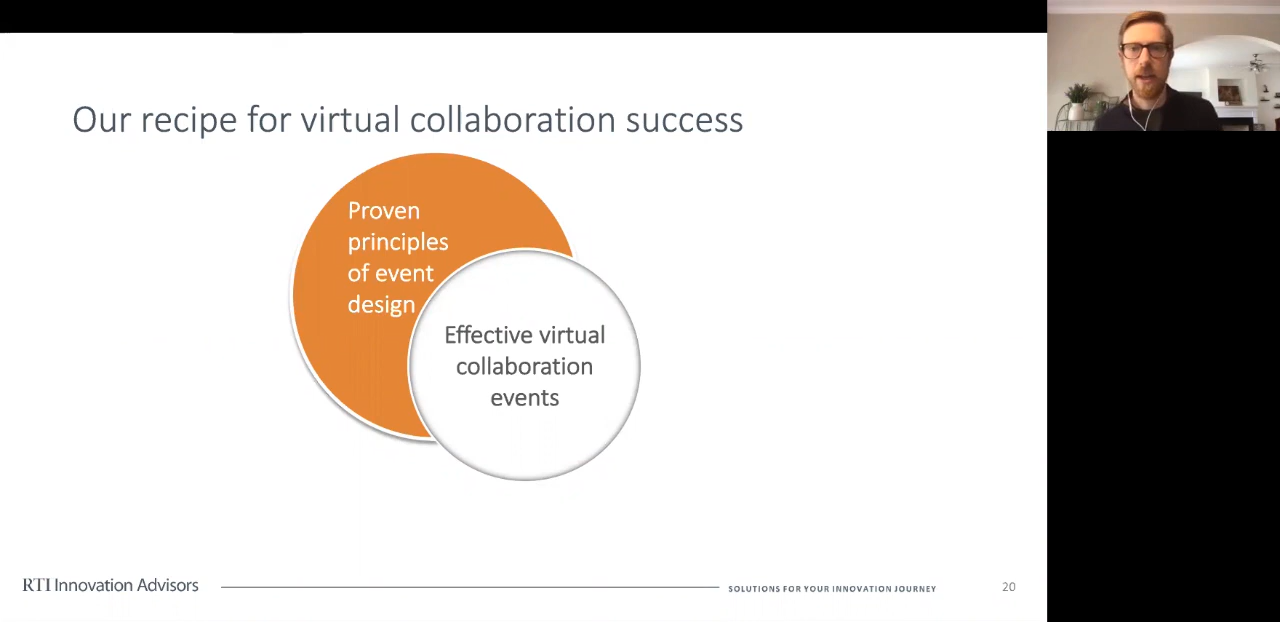 Our recipe for virtual collaboration success
Proven
principles
of event
design
Effective virtual
collaboration
events
RTI Innovation Advisors
SOLUTIONS FOR YOUR INNOVATION JOURNEY
20